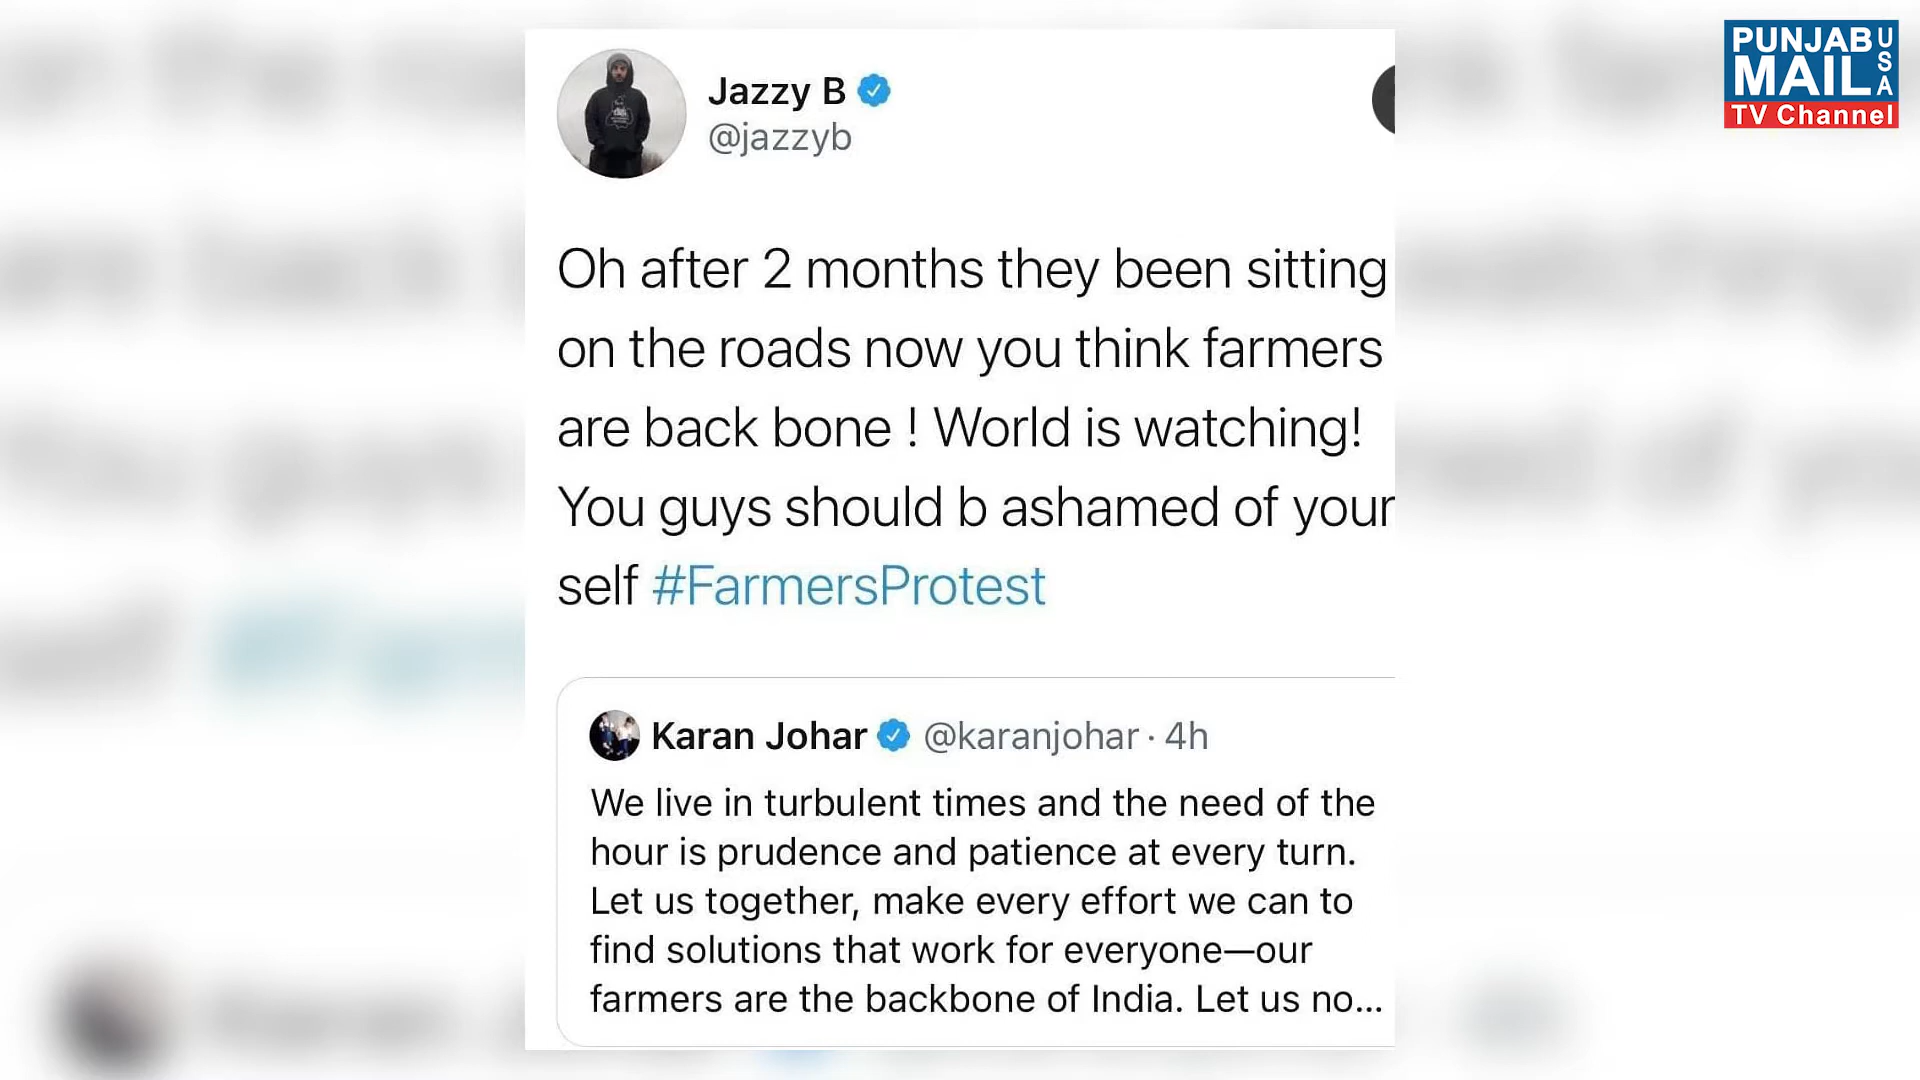 Jazzy B
@jazzyb
Oh after 2 months they been sitting
on the roads now you think farmers
are back bone ! World is watching!
You guys should b ashamed of your
self #FarmersProtest
Karan Johar @karanjohar · 4h
We live in turbulent times and the need of the
hour is prudence and patience at every turn.
Let us together, make every effort we can to
find solutions that work for everyone—our
farmers are the backbone of India. Let us no...
PUNJAB
MAIL
USA
TV Channel